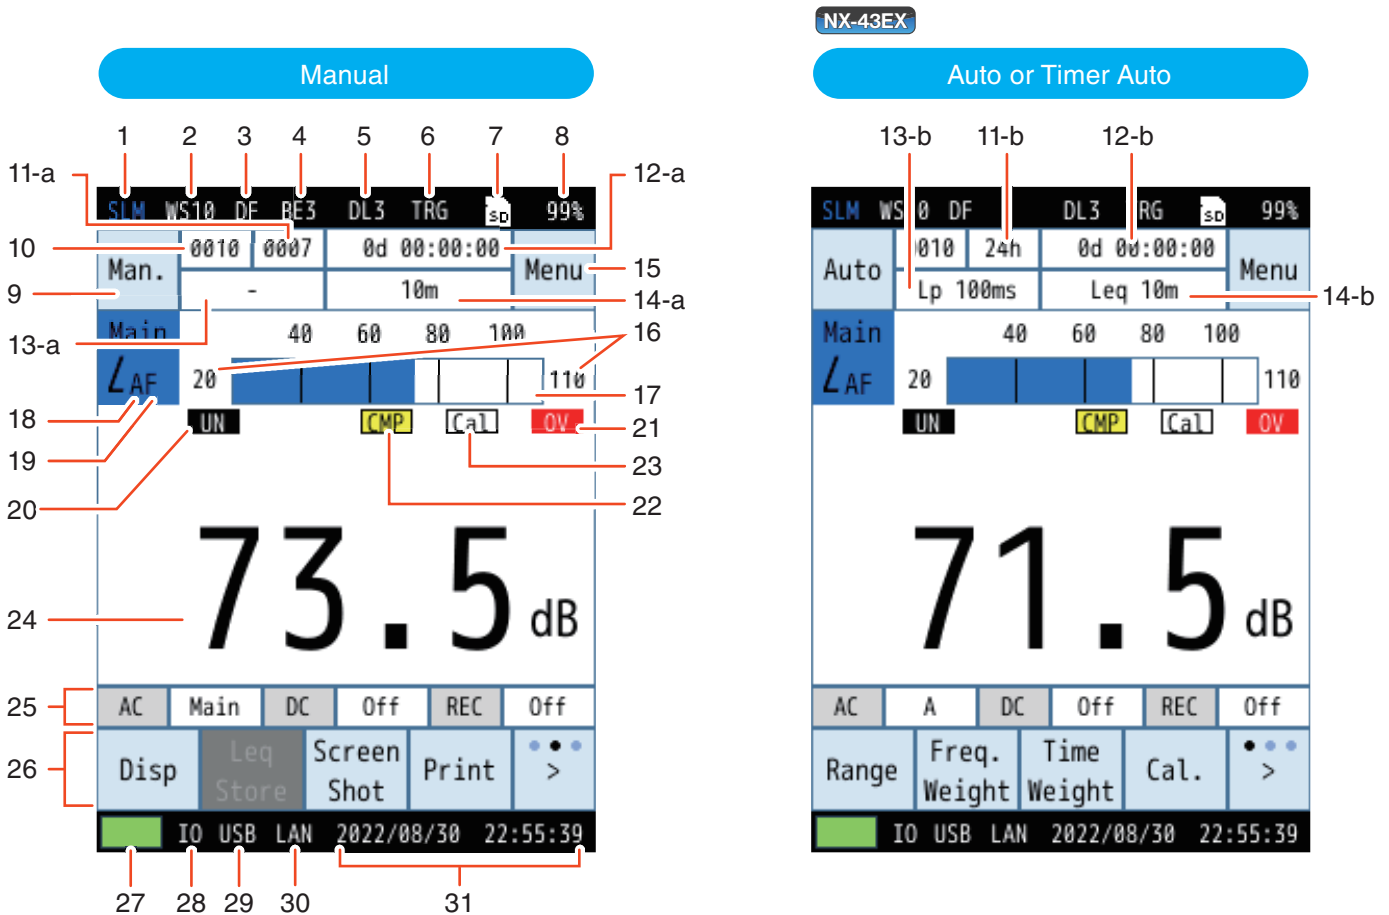 NX-43EX
Manual
Auto or Timer Auto
1 2 3 4 5 6 7 8
11-a
12-a
SLM WS10 DF BE3 DL3 TRG SD 99%
10
0010 0007 0d 00:00:00
Man.
Menu
15
9
- 10m
14-a
13-a
Main
40 60 80 100
16
LAF
20 110
17
18
UN CMP Cal OV
21
19
23
20
22
24
73.5 dB
25
AC Main DC Off REC Off
26
Disp
Leq
Store
Screen
Shot
Print
>
IO USB LAN 2022/08/30 22:55:39
27 28 29 30 31
13-b 11-b 12-b
SLM WS 0 DF DL3 RG SD 99%
010 24h 0d 00:00:00
Auto
Menu
Lp 100ms Leq 10m
14-b
Main
40 60 80 100
LAF
20 110
UN CMP Cal OV
71.5 dB
AC A DC Off REC Off
Range
Freq.
Weight
Time
Weight
Cal.
>
IO USB LAN 2022/08/30 22:55:39